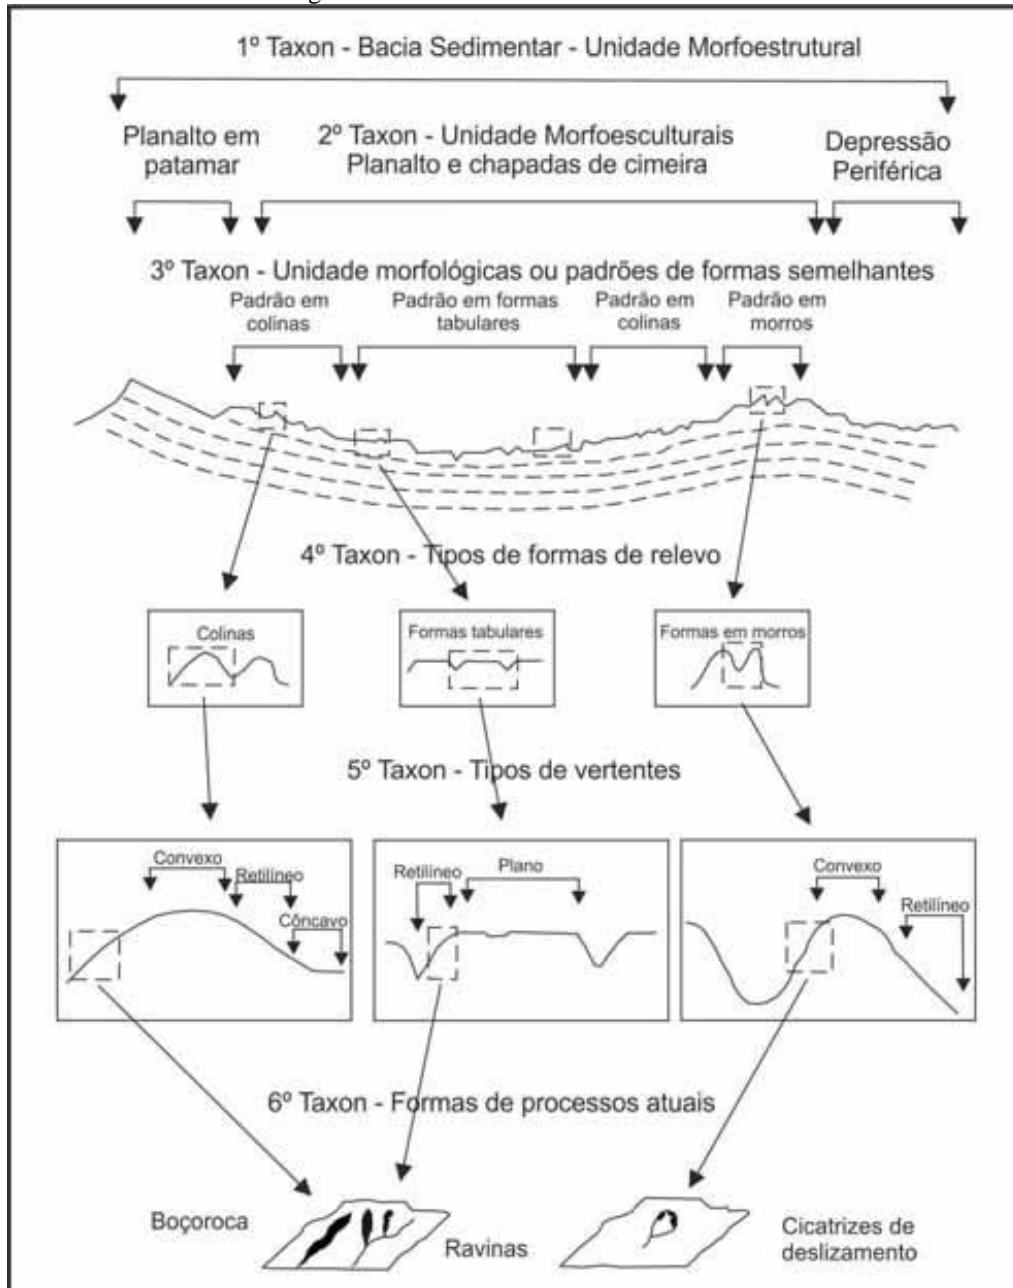 1º Taxon - Bacia Sedimentar - Unidade Morfoestrutural
Planalto em
patamar
2º Taxon - Unidade Morfoesculturais
Planalto e chapadas de cimeira
Depressão
Periférica
3º Taxon - Unidade morfológicas ou padrões de formas semelhantes
Padrão em
colinas
Padrão em formas
tabulares
Padrão em
colinas
Padrão em
morros
4º Taxon - Tipos de formas de relevo
Colinas
Formas tabulares
Formas em morros
5º Taxon - Tipos de vertentes
Convexo
Retilíneo
Côncavo
Retilíneo
Plano
Convexo
Retilíneo
6º Taxon - Formas de processos atuais
Boçoroca
Ravinas
Cicatrizes de
deslizamento